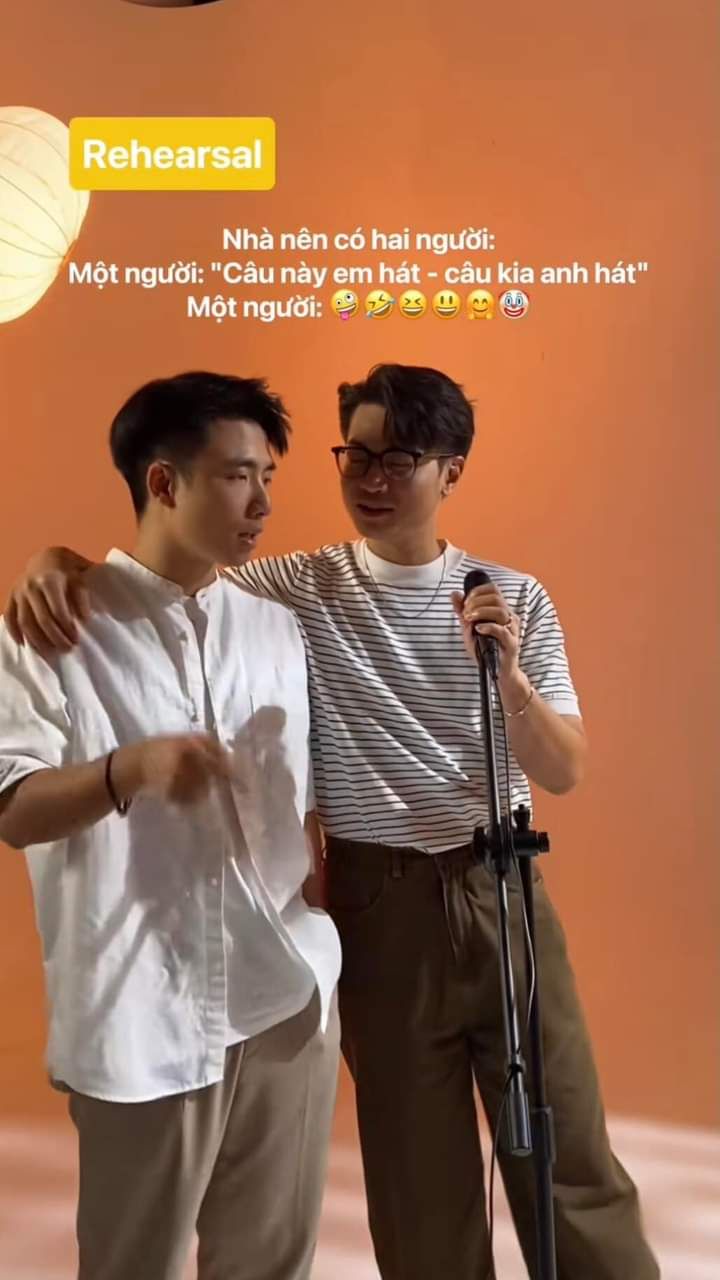 Rehearsal
Nhà nên có hai người:
Một người: "Câu này em hát - câu kia anh hát"
Một người: 🤪🤣😆😃🤗🤡